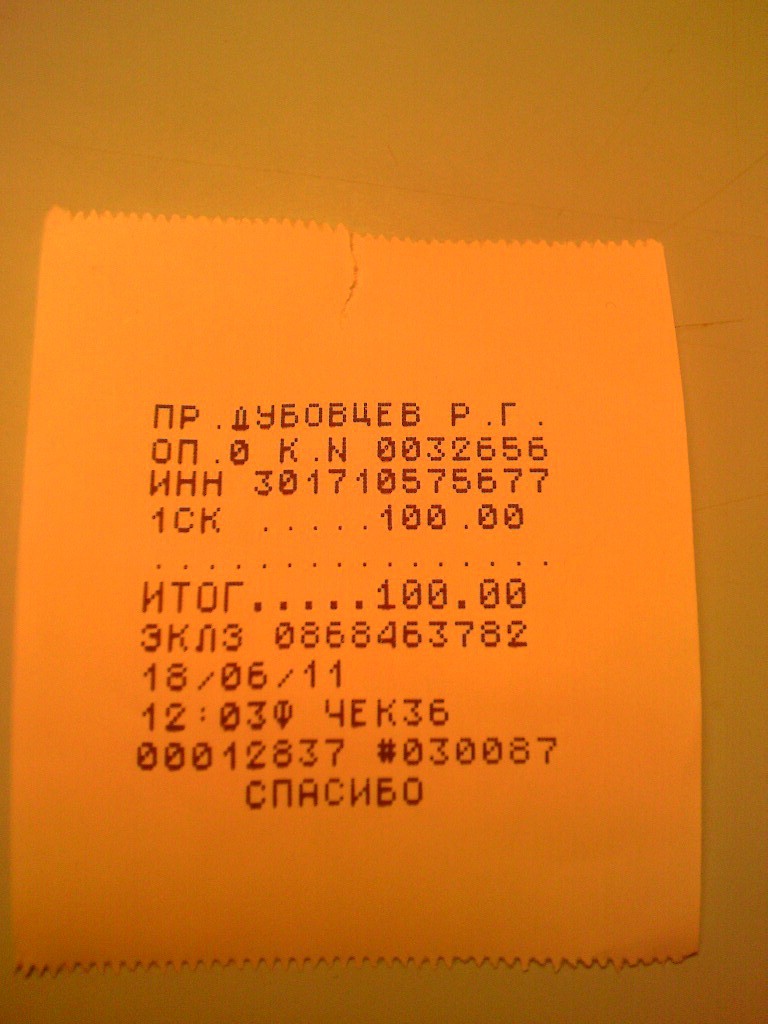 ПР.ДУБОВЦЕВ Р.Г.
ОП.0 К.N 0032656
ИНН 301710575677
1СК .....100.00
................
ИТОГ.....100.00
ЭКЛЗ 0868463782
18/06/11
12:03Ф ЧЕК36
00012837 #030087
СПАСИБО